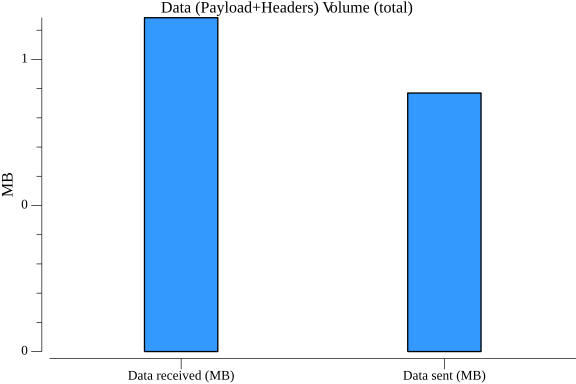 Data (Payload+Headers) Volume (total)
1
MB
0
0
Data received (MB) Data sent (MB)